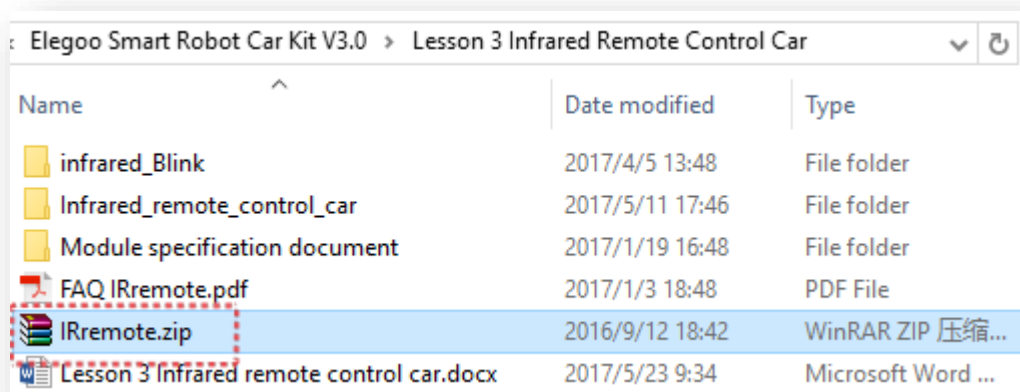 Elegoo Smart Robot Car Kit V3.0 > Lesson 3 Infrared Remote Control Car
Name Date modified Type
infrared_Blink 2017/4/5 13:48 File folder
Infrared_remote_control_car 2017/5/11 17:46 File folder
Module specification document 2017/1/19 16:48 File folder
FAQ IRremote.pdf 2017/1/3 18:48 PDF File
IRremote.zip 2016/9/12 18:42 WinRAR ZIP 压缩...
Lesson 3 Infrared remote control car.docx 2017/5/23 9:34 Microsoft Word ...